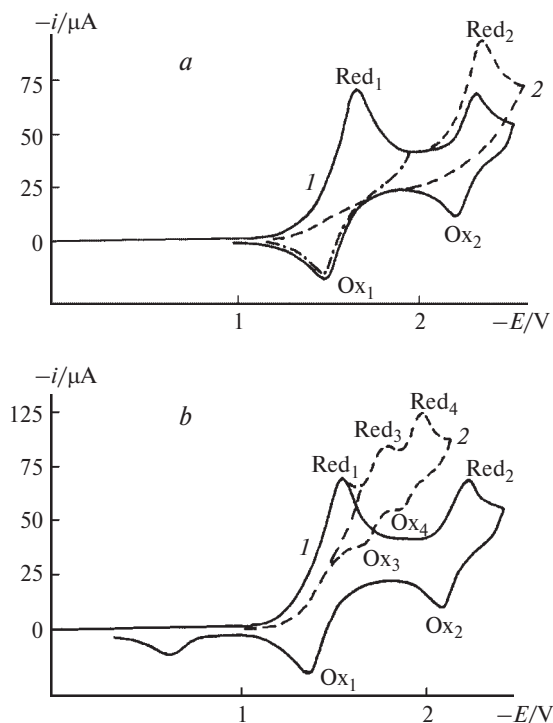 −i/μA
a
Red₁
Red₂
75
2
50
1
25
0
Ox₂
Ox₁
1
2
−E/V
−i/μA
b
125
Red₄
Red₃
2
Red₁
Red₂
75
50
1
Ox₄
Ox₃
25
0
Ox₂
Ox₁
1
2
−E/V